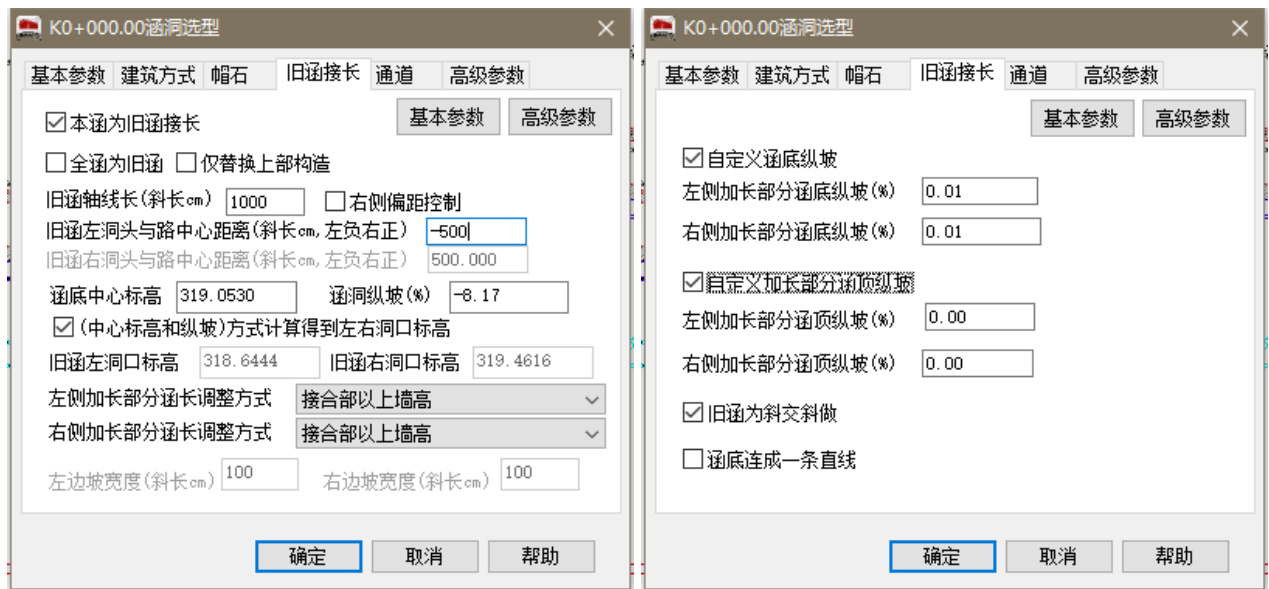 K0+000.00涵洞选型
基本参数 建筑方式 帽石 旧涵接长 通道 高级参数
基本参数 高级参数
本涵为旧涵接长
全涵为旧涵 仅替换上部构造
旧涵轴线长(斜长cm) 1000 右侧偏距控制
旧涵左洞头与路中心距离(斜长cm,左负右正) -500
旧涵右洞头与路中心距离(斜长cm,左负右正) 500.000
涵底中心标高 319.0530 涵洞纵坡(%) -8.17
(中心标高和纵坡)方式计算得到左右洞口标高
旧涵左洞口标高 318.6444 旧涵右洞口标高 319.4616
左侧加长部分涵长调整方式 接合部以上墙高
右侧加长部分涵长调整方式 接合部以上墙高
左边坡宽度(斜长cm) 100 右边坡宽度(斜长cm) 100
确定 取消 帮助
K0+000.00涵洞选型
基本参数 建筑方式 帽石 旧涵接长 通道 高级参数
基本参数 高级参数
自定义涵底纵坡
左侧加长部分涵底纵坡(%) 0.01
右侧加长部分涵底纵坡(%) 0.01
自定义加长部分涵顶纵坡
左侧加长部分涵顶纵坡(%) 0.00
右侧加长部分涵顶纵坡(%) 0.00
旧涵为斜交斜做
涵底连成一条直线
确定 取消 帮助